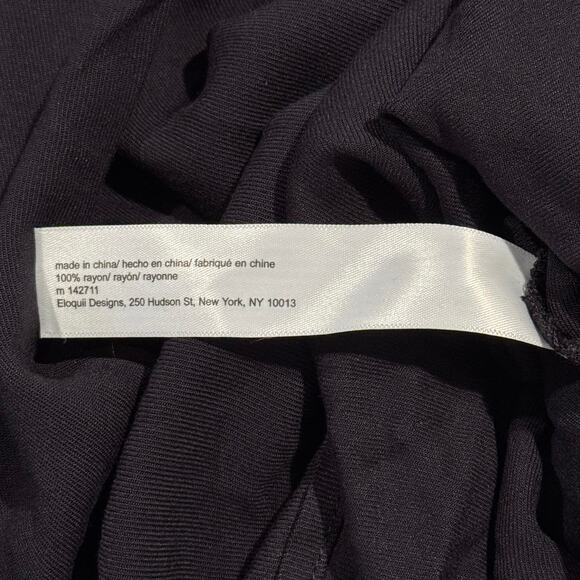 made in china/ hecho en china/ fabriqué en chine
100% rayon/ rayón/ rayonne
m 142711
Eloquii Designs, 250 Hudson St, New York, NY 10013